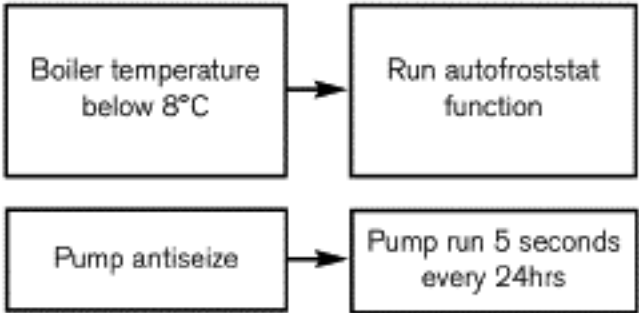 Boiler temperature
below 8°C
Run autofroststat
function
Pump antiseize
Pump run 5 seconds
every 24hrs